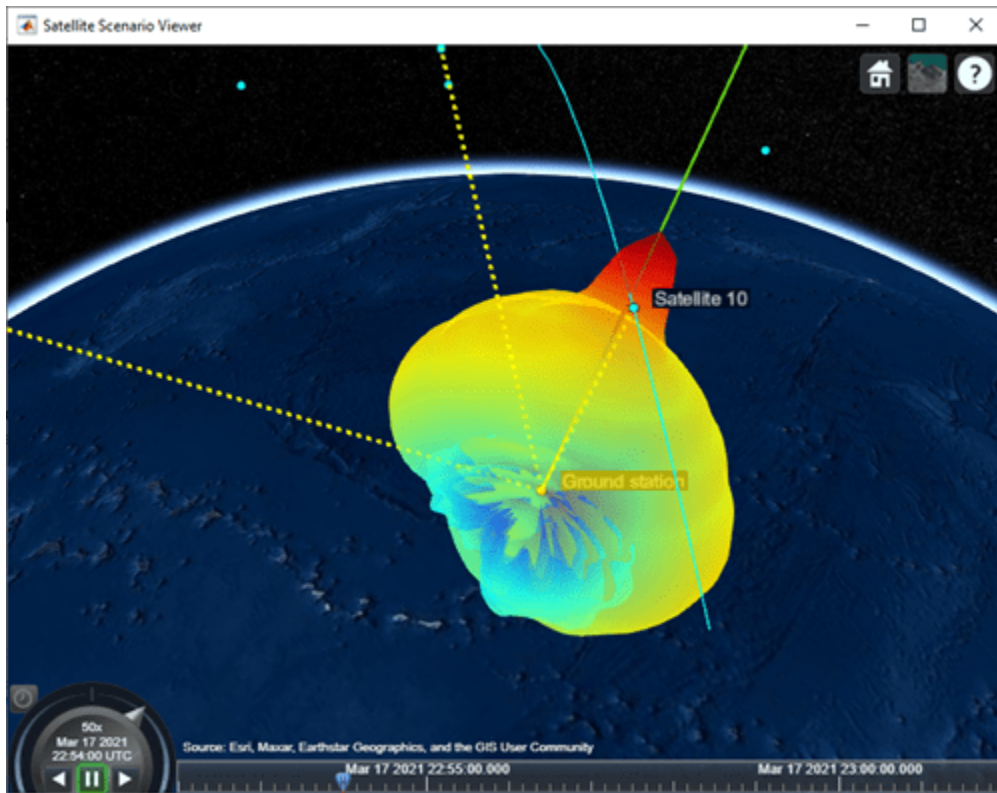 Satellite Scenario Viewer
?
Satellite 10
Ground station
50x
Mar 17 2021
22:54:00 UTC
Source: Esri, Maxar, Earthstar Geographics, and the GIS User Community
Mar 17 2021 22:55:00.000
Mar 17 2021 23:00:00.000